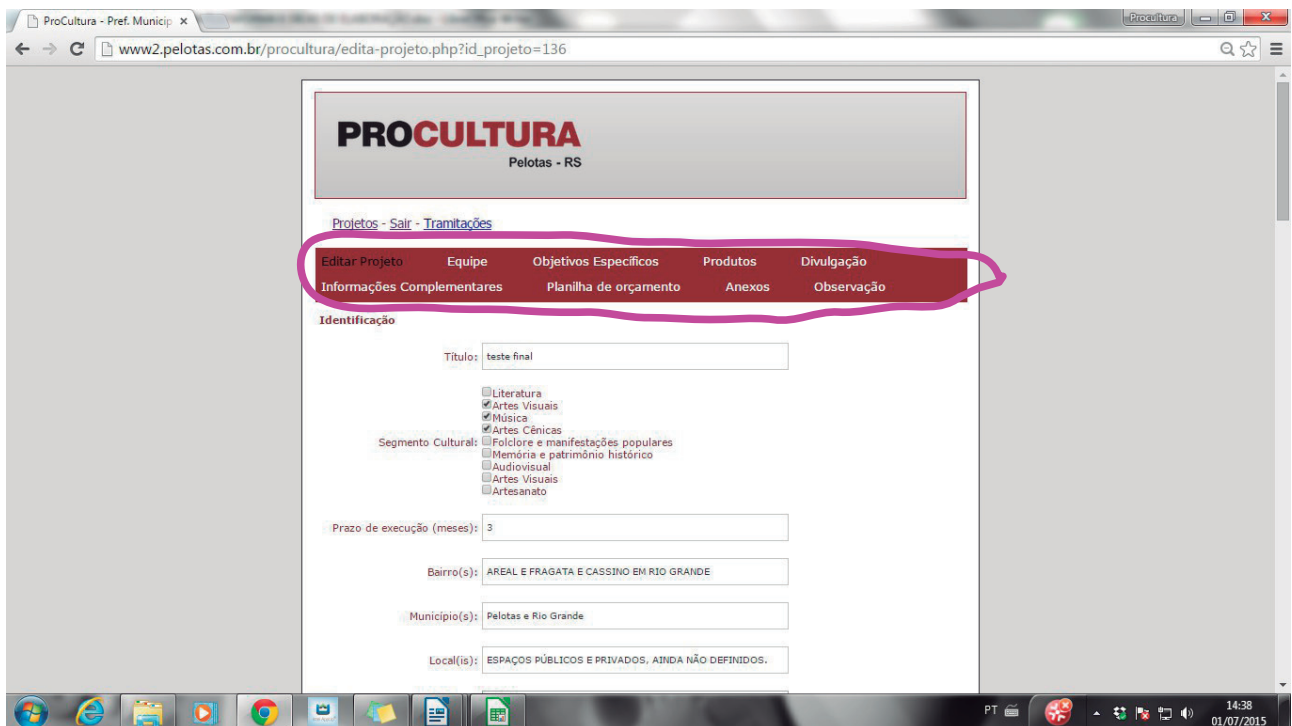 ProCultura - Pref. Municip
Procultura
www2.pelotas.com.br/procultura/edita-projeto.php?id_projeto=136
PROCULTURA
Pelotas - RS
Projetos - Sair - Tramitações
Editar Projeto Equipe Objetivos Específicos Produtos Divulgação
Informações Complementares Planilha de orçamento Anexos Observação
Identificação
Título: teste final
Segmento Cultural:
Literatura
Artes Visuais
Música
Artes Cênicas
Folclore e manifestações populares
Memória e patrimônio histórico
Audiovisual
Artes Visuais
Artesanato
Prazo de execução (meses): 3
Bairro(s): AREAL E FRAGATA E CASSINO EM RIO GRANDE
Município(s): Pelotas e Rio Grande
Local(is): ESPAÇOS PÚBLICOS E PRIVADOS, AINDA NÃO DEFINIDOS.
PT
14:38
01/07/2015